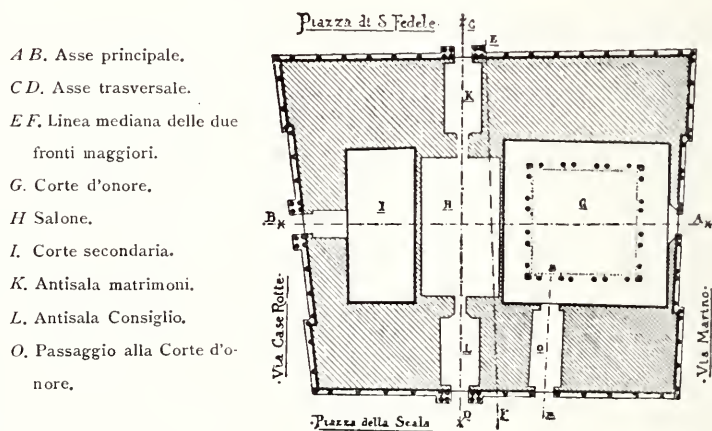 A B. Asse principale.
C D. Asse trasversale.
E F. Linea mediana delle due
fronti maggiori.
G. Corte d'onore.
H Salone.
I. Corte secondaria.
K. Antisala matrimoni.
L. Antisala Consiglio.
O. Passaggio alla Corte d'o-
nore.
Piazza di S Fedele·
C
E
K
B
I
H
G
A
·Via Case Rotte·
·Via Marino·
L
O
D
F
·Piazza della Scala